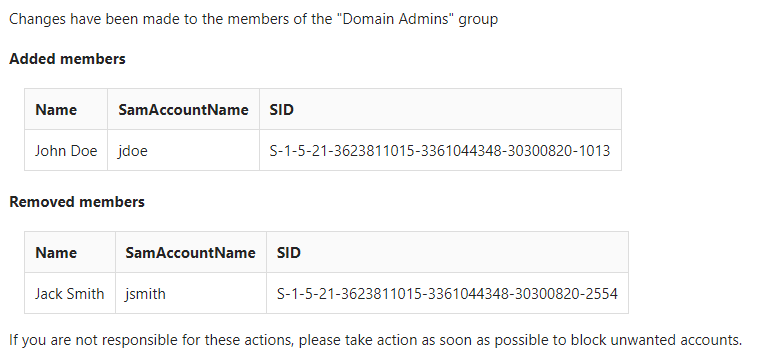 Changes have been made to the members of the "Domain Admins" group
Added members
Name SamAccountName SID
John Doe jdoe S-1-5-21-3623811015-3361044348-30300820-1013
Removed members
Name SamAccountName SID
Jack Smith jsmith S-1-5-21-3623811015-3361044348-30300820-2554
If you are not responsible for these actions, please take action as soon as possible to block unwanted accounts.